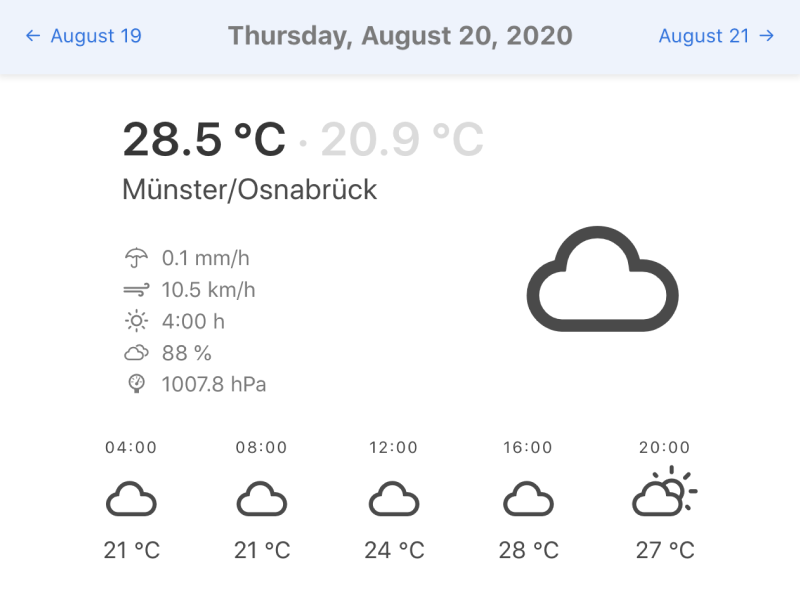 ← August 19
Thursday, August 20, 2020
August 21 →
28.5 °C · 20.9 °C
Münster/Osnabrück
0.1 mm/h
10.5 km/h
4:00 h
88 %
1007.8 hPa
04:00 08:00 12:00 16:00 20:00
21 °C 21 °C 24 °C 28 °C 27 °C